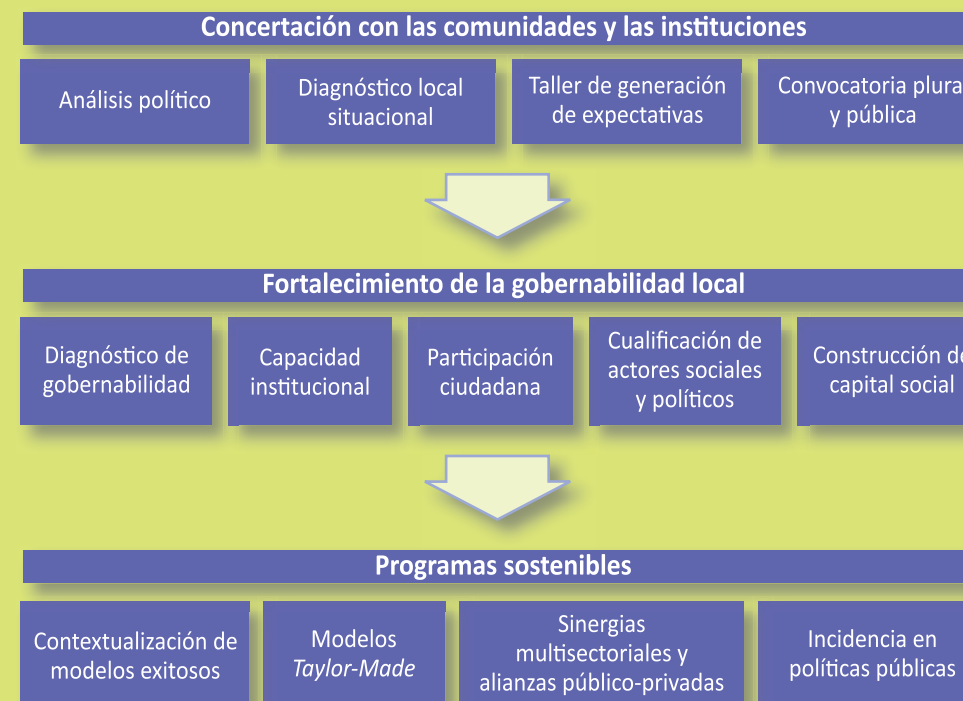 Concertación con las comunidades y las instituciones
Análisis político
Diagnóstico local
situacional
Taller de generación
de expectativas
Convocatoria plura
y pública
Fortalecimiento de la gobernabilidad local
Diagnóstico de
gobernabilidad
Capacidad
institucional
Participación
ciudadana
Cualificación de
actores sociales
y políticos
Construcción de
capital social
Programas sostenibles
Contextualización de
modelos exitosos
Modelos
Taylor-Made
Sinergias
multisectoriales y
alianzas público-privadas
Incidencia en
políticas públicas